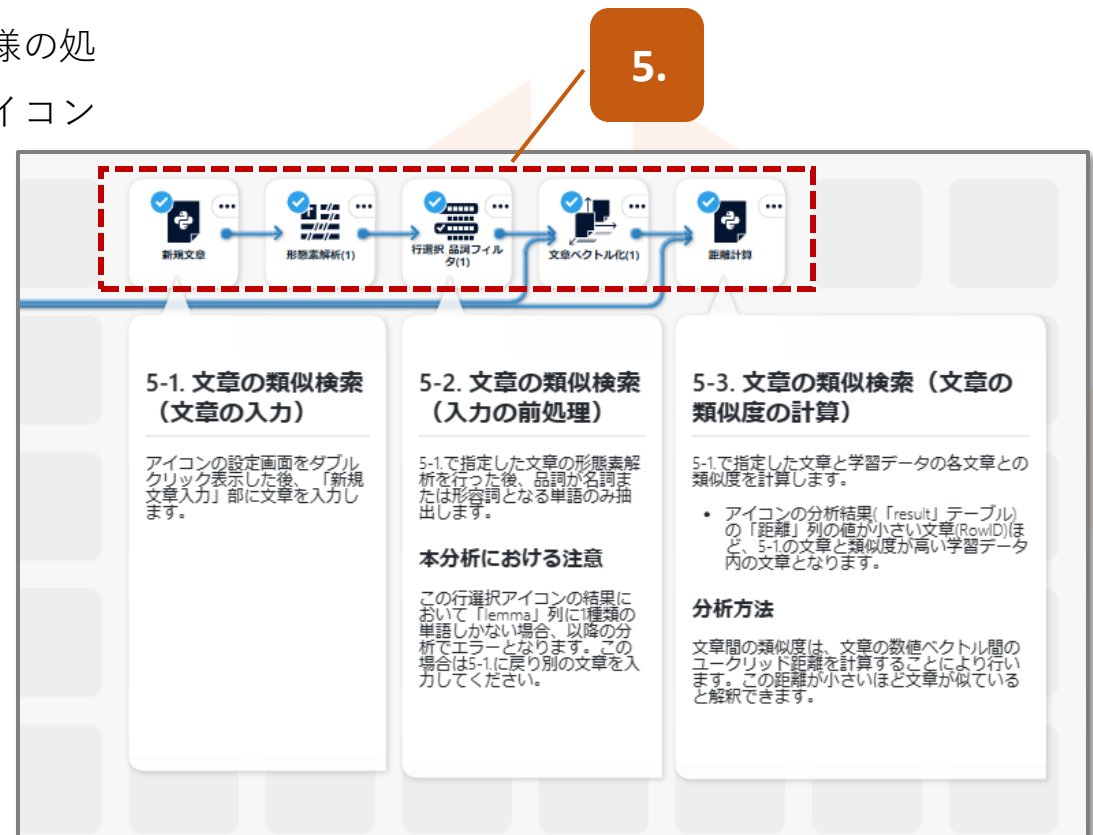 様の処
イコン
5.
新規文章
形態素解析(1)
行選択 品詞フィル
タ(1)
文章ベクトル化(1)
距離計算
5-1. 文章の類似検索
（文章の入力）
アイコンの設定画面をダブル
クリック表示した後、「新規
文章入力」部に文章を入力し
ます。
5-2. 文章の類似検索
（入力の前処理）
5-1.で指定した文章の形態素解
析を行った後、品詞が名詞ま
たは形容詞となる単語のみ抽
出します。
本分析における注意
この行選択アイコンの結果に
おいて「lemma」列に1種類の
単語しかない場合、以降の分
析でエラーとなります。この
場合は5-1.に戻り別の文章を入
力してください。
5-3. 文章の類似検索（文章の
類似度の計算）
5-1.で指定した文章と学習データの各文章との
類似度を計算します。
• アイコンの分析結果(「result」テーブル)
の「距離」列の値が小さい文章(RowID)ほ
ど、5-1.の文章と類似度が高い学習データ
内の文章となります。
分析方法
文章間の類似度は、文章の数値ベクトル間の
ユークリッド距離を計算することにより行い
ます。この距離が小さいほど文章が似ている
と解釈できます。